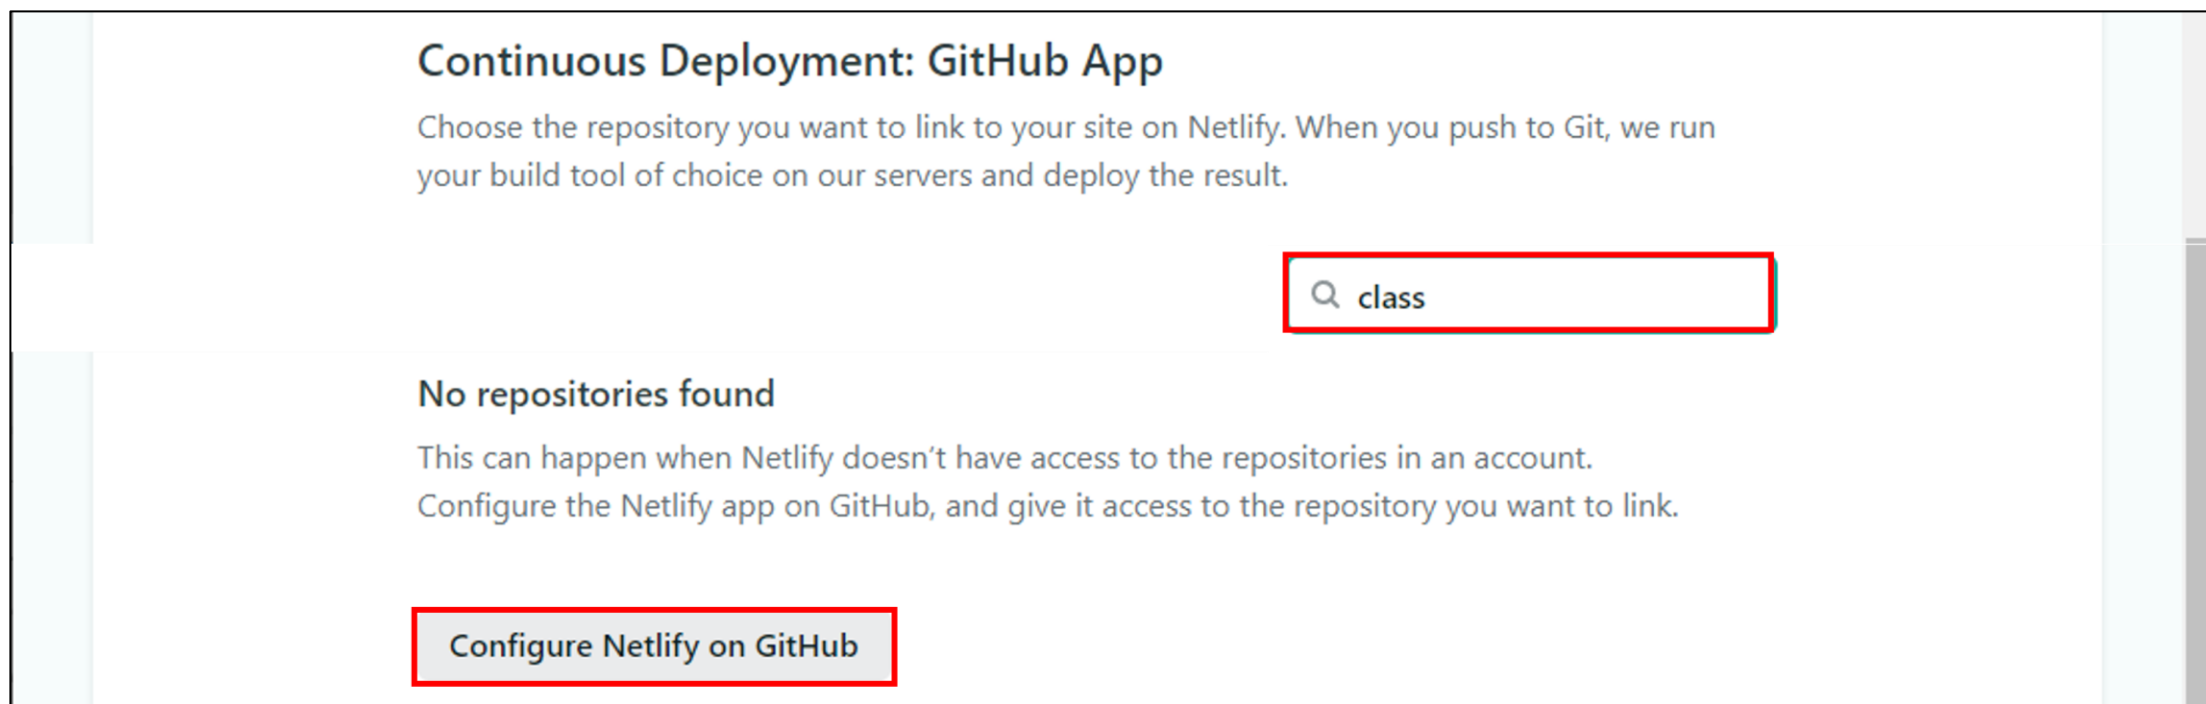 Continuous Deployment: GitHub App
Choose the repository you want to link to your site on Netlify. When you push to Git, we run
your build tool of choice on our servers and deploy the result.
class
No repositories found
This can happen when Netlify doesn’t have access to the repositories in an account.
Configure the Netlify app on GitHub, and give it access to the repository you want to link.
Configure Netlify on GitHub